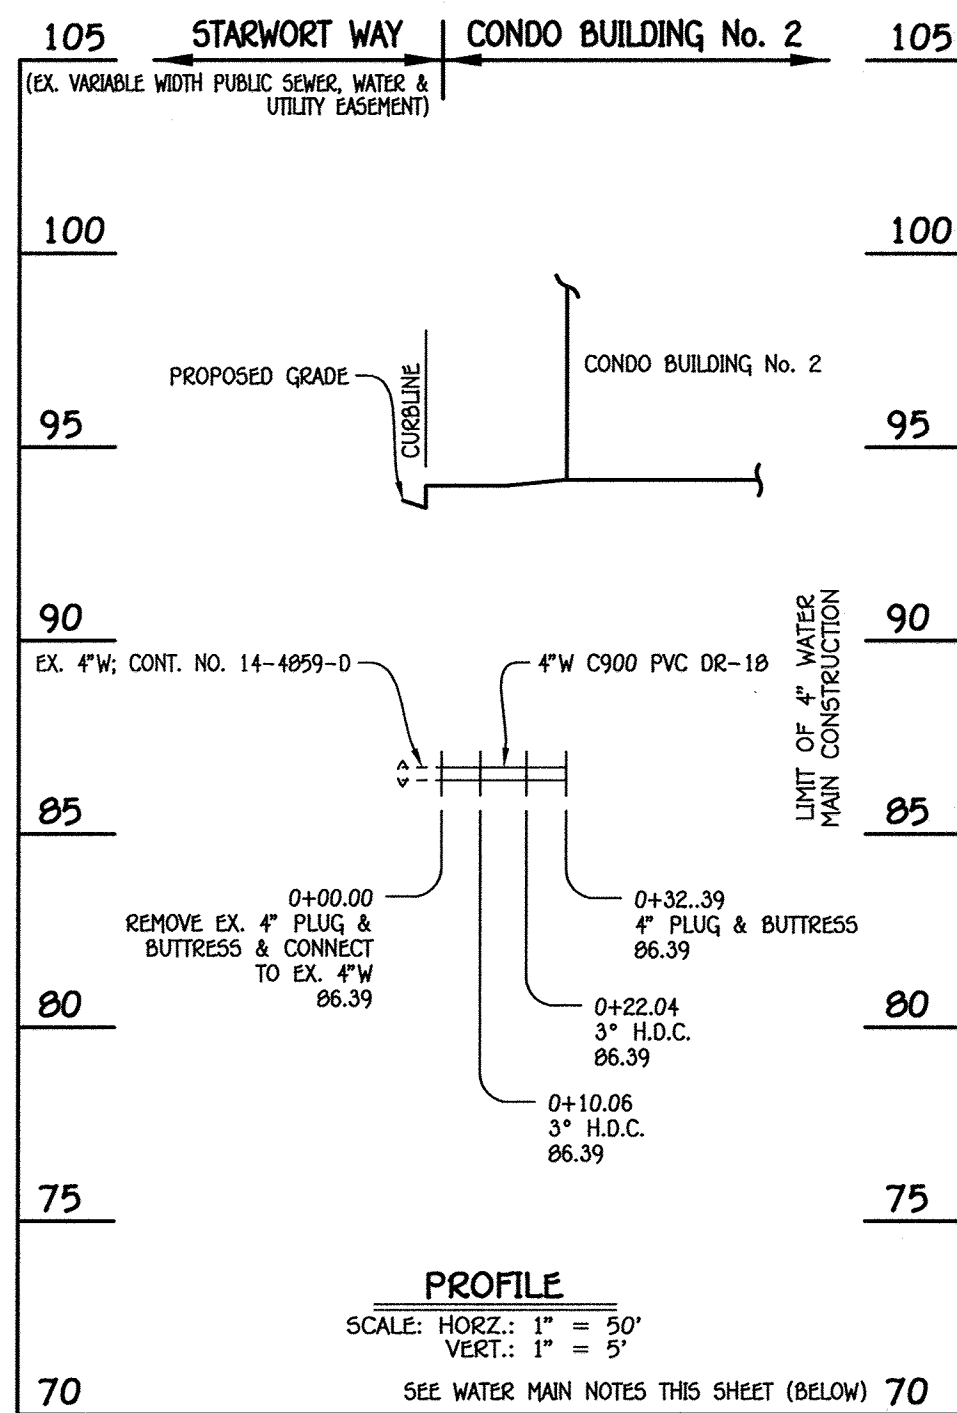 105 STARWORT WAY CONDO BUILDING No. 2 105
(EX. VARIABLE WIDTH PUBLIC SEWER, WATER &
UTILITY EASEMENT)
100 100
CONDO BUILDING No. 2
PROPOSED GRADE
CURBLINE
95 95
90 90
LIMIT OF 4" WATER
MAIN CONSTRUCTION
EX. 4"W; CONT. NO. 14-4859-D
4"W C900 PVC DR-18
85 85
0+00.00
REMOVE EX. 4" PLUG &
BUTTRESS & CONNECT
TO EX. 4"W
86.39
0+32..39
4" PLUG & BUTTRESS
86.39
80 80
0+22.04
3° H.D.C.
86.39
0+10.06
3° H.D.C.
86.39
75 75
PROFILE
SCALE: HORZ.: 1" = 50'
VERT.: 1" = 5'
70 SEE WATER MAIN NOTES THIS SHEET (BELOW) 70